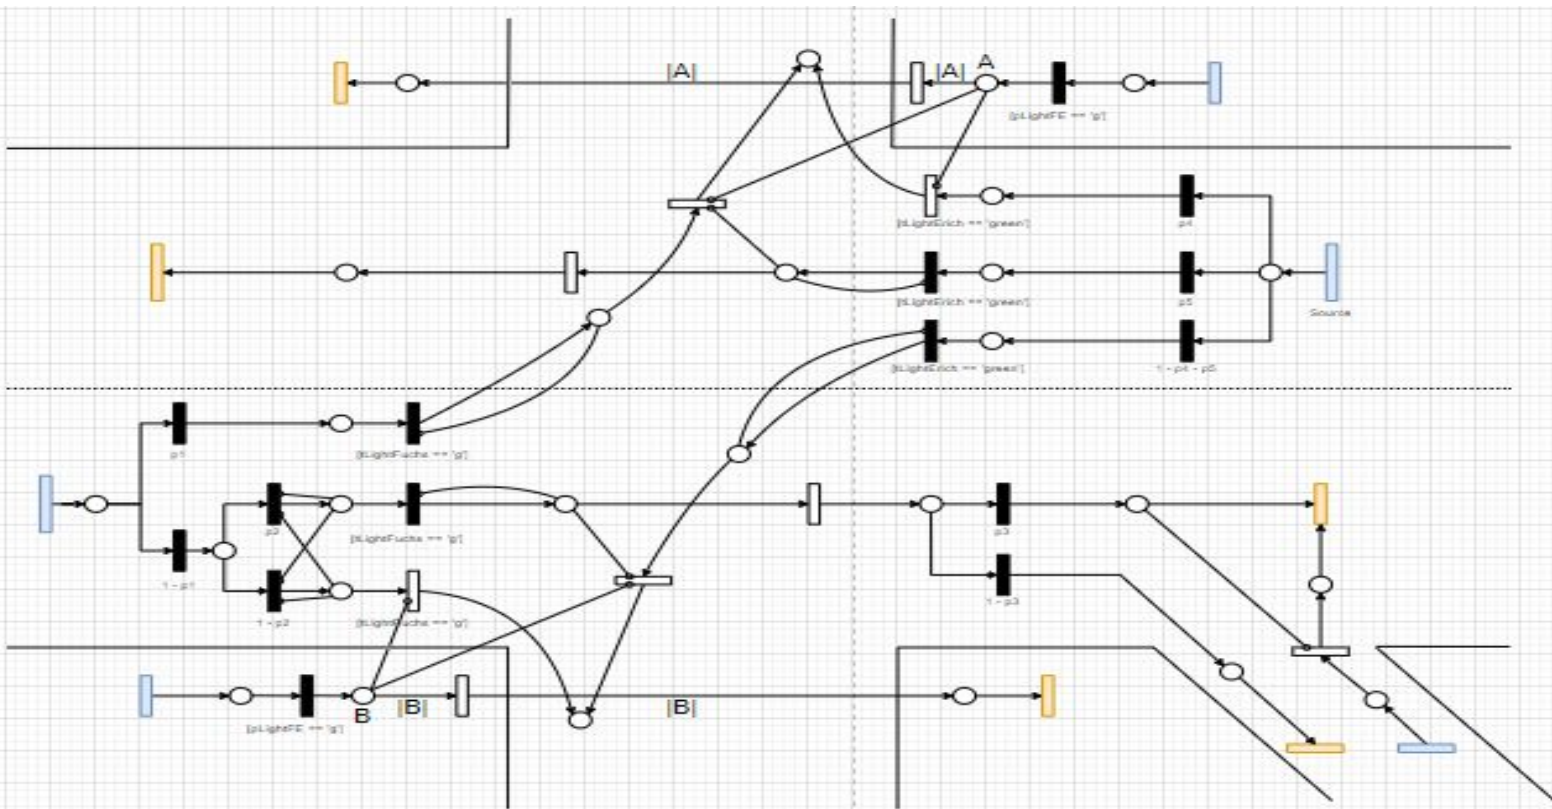 |A|
|A|
A
[pLightFE == 'g']
[tLightErich == 'green']
p4
[tLightErich == 'green']
p5
Source
[tLightErich == 'green']
1 - p4 - p5
p1
[tLightFuchs == 'g']
p2
[tLightFuchs == 'g']
p3
1 - p1
1 - p2
[tLightFuchs == 'g']
1 - p3
B
|B|
|B|
[pLightFE == 'g']